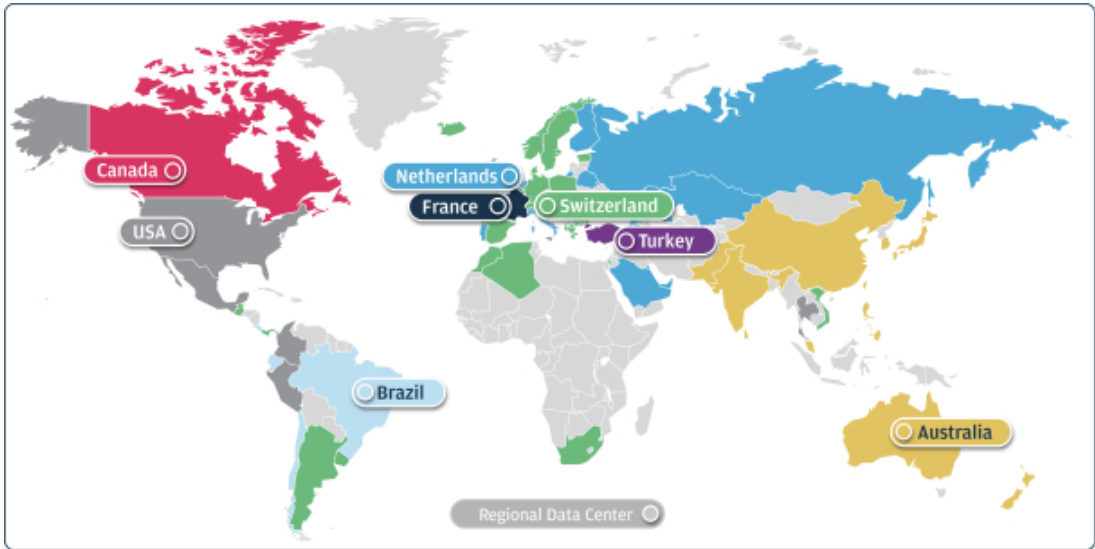 Canada
Netherlands
France
Switzerland
USA
Turkey
Brazil
Australia
Regional Data Center